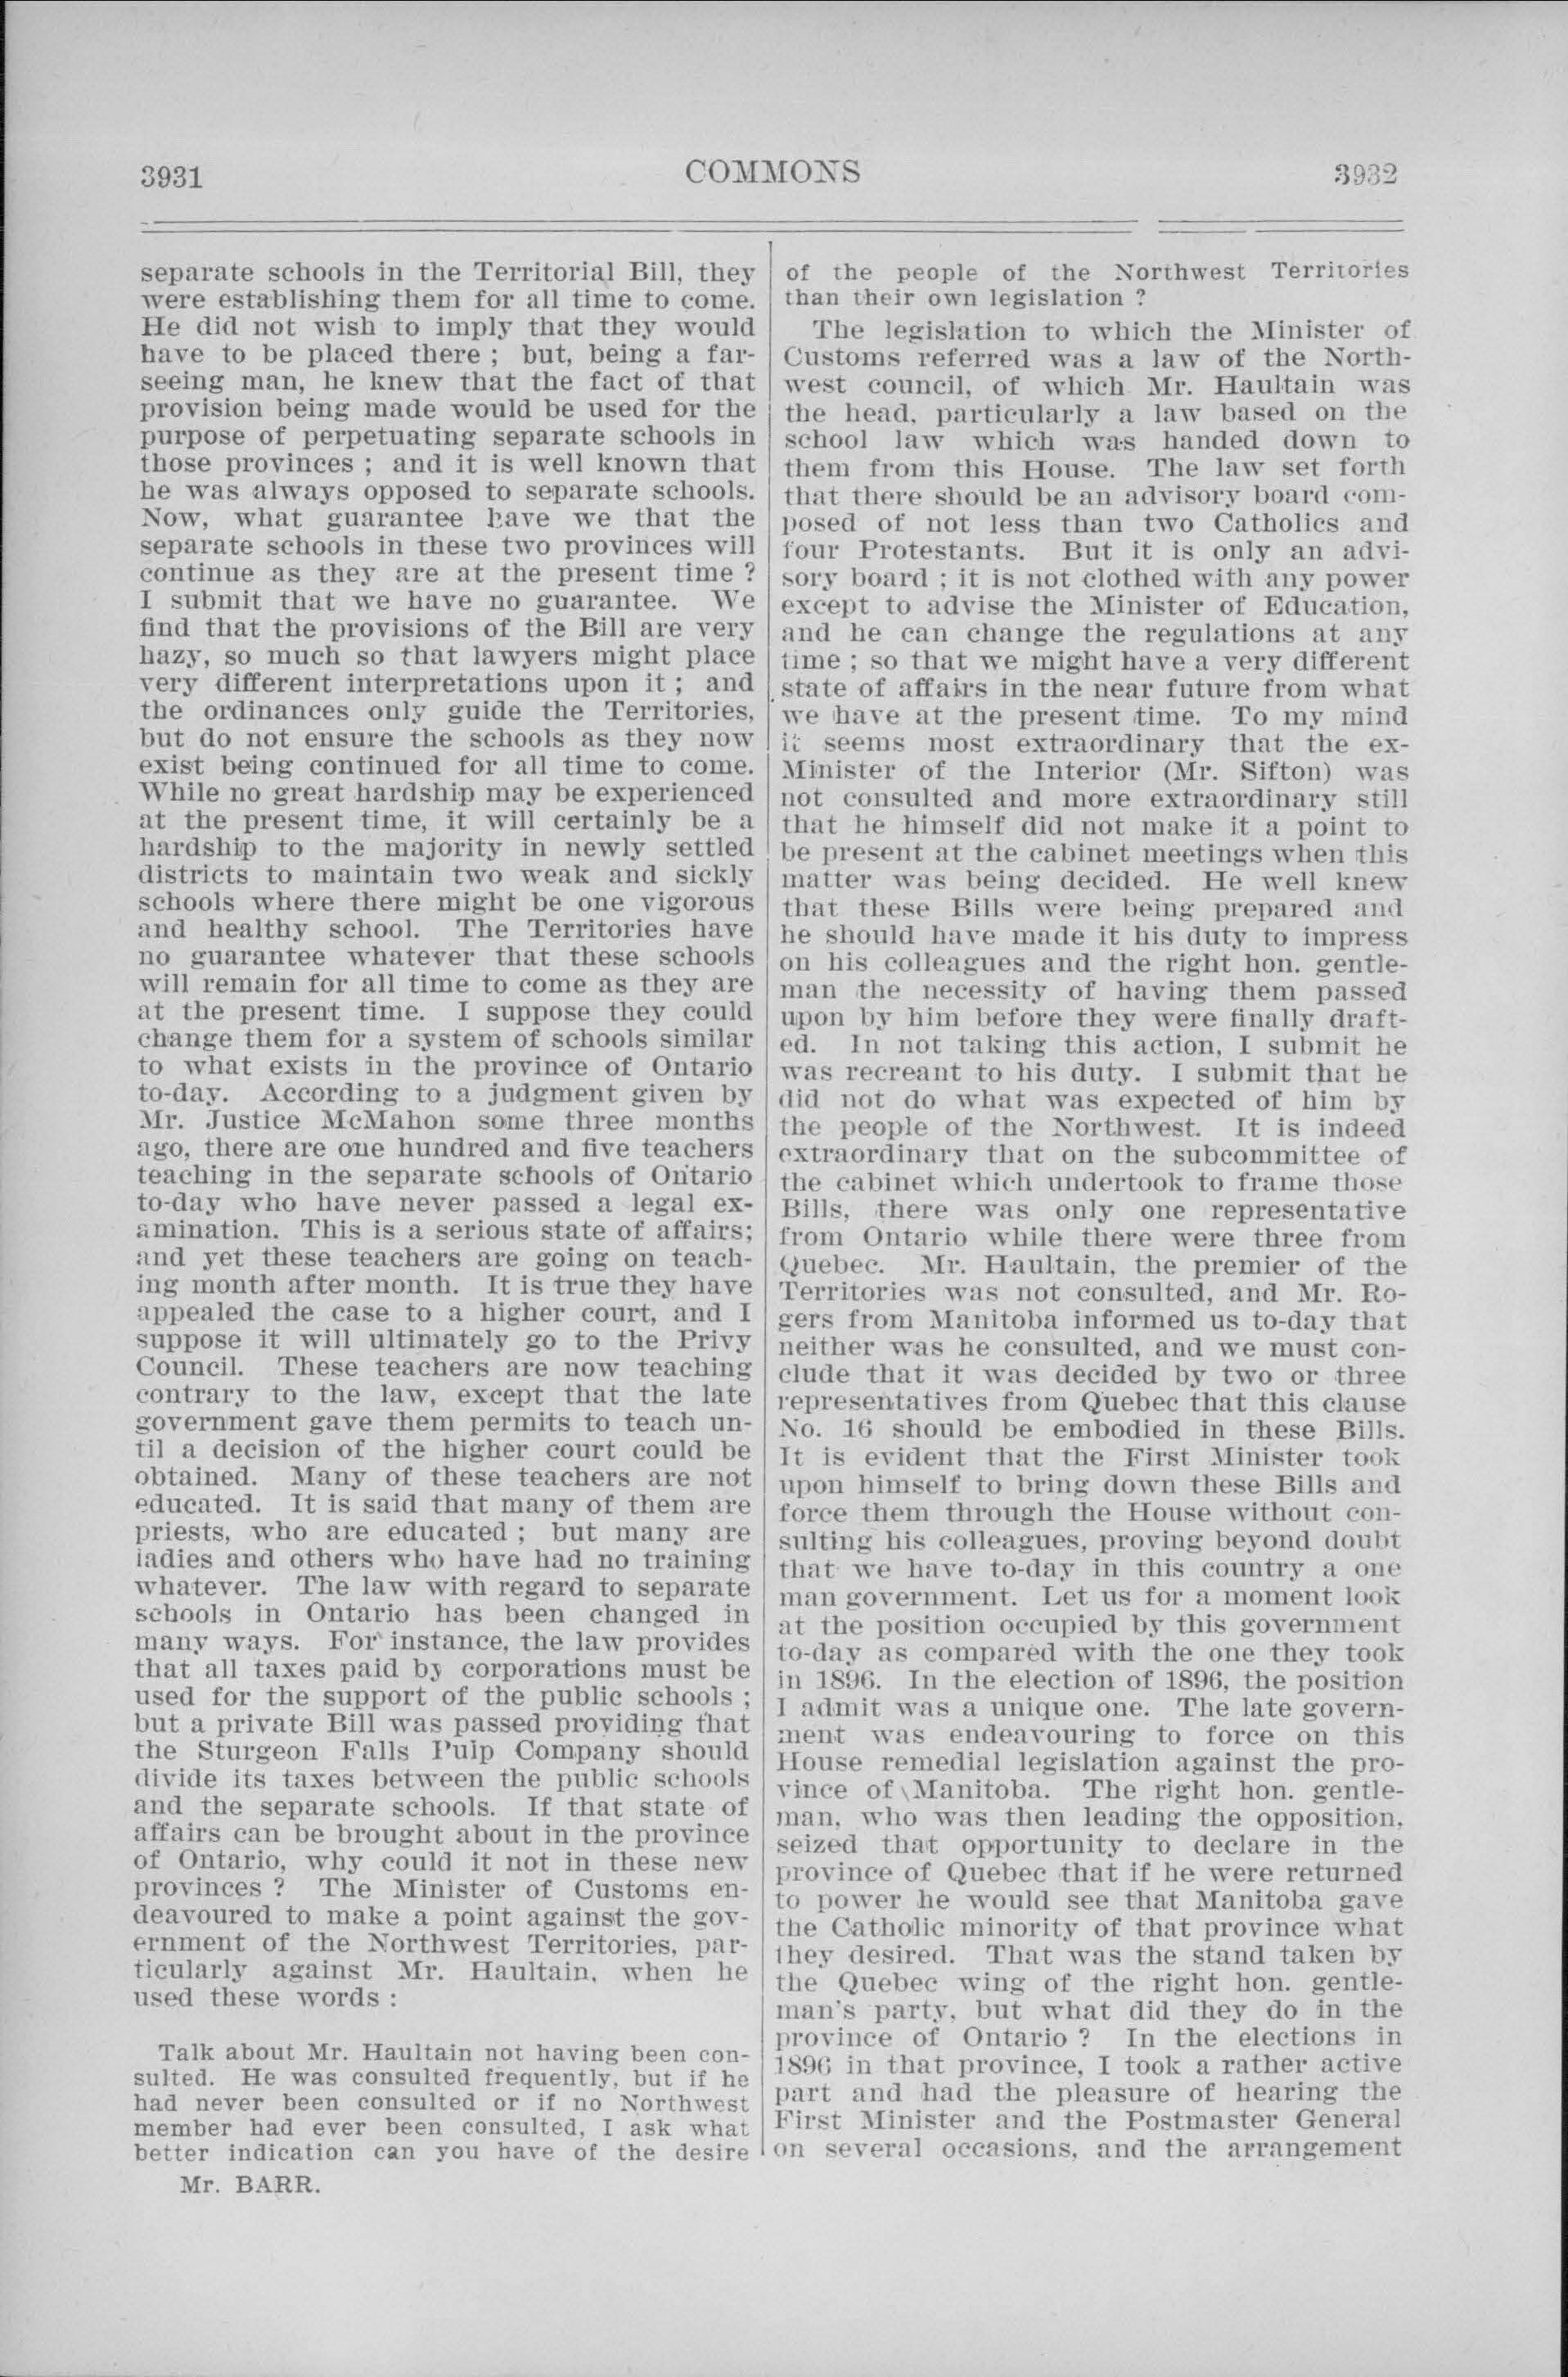 3931
COMMONS
3932
separate schools in the Territorial Bill, they
were establishing them for all time to come.
He did not wish to imply that they would
have to be placed there ; but, being a far-
seeing man, he knew that the fact of that
provision being made would be used for the
purpose of perpetuating separate schools in
those provinces ; and it is well known that
he was always opposed to separate schools.
Now, what guarantee have we that the
separate schools in these two provinces will
continue as they are at the present time ?
I submit that we have no guarantee. We
find that the provisions of the Bill are very
hazy, so much so that lawyers might place
very different interpretations upon it ; and
the ordinances only guide the Territories,
but do not ensure the schools as they now
exist being continued for all time to come.
While no great hardship may be experienced
at the present time, it will certainly be a
hardship to the majority in newly settled
districts to maintain two weak and sickly
schools where there might be one vigorous
and healthy school. The Territories have
no guarantee whatever that these schools
will remain for all time to come as they are
at the present time. I suppose they could
change them for a system of schools similar
to what exists in the province of Ontario
to-day. According to a judgment given by
Mr. Justice McMahon some three months
ago, there are one hundred and five teachers
teaching in the separate schools of Ontario
to-day who have never passed a legal ex-
amination. This is a serious state of affairs;
and yet these teachers are going on teach-
ing month after month. It is true they have
appealed the case to a higher court, and I
suppose it will ultimately go to the Privy
Council. These teachers are now teaching
contrary to the law, except that the late
government gave them permits to teach un-
til a decision of the higher court could be
obtained. Many of these teachers are not
educated. It is said that many of them are
priests, who are educated ; but many are
ladies and others who have had no training
whatever. The law with regard to separate
schools in Ontario has been changed in
many ways. For instance, the law provides
that all taxes paid by corporations must be
used for the support of the public schools ;
but a private Bill was passed providing that
the Sturgeon Falls Pulp Company should
divide its taxes between the public schools
and the separate schools. If that state of
affairs can be brought about in the province
of Ontario, why could it not in these new
provinces ? The Minister of Customs en-
deavoured to make a point against the gov-
ernment of the Northwest Territories, par-
ticularly against Mr. Haultain, when he
used these words :
Talk about Mr. Haultain not having been con-
sulted. He was consulted frequently, but if he
had never been consulted or if no Northwest
member had ever been consulted, I ask what
better indication can you have of the desire
Mr. BARR.
of the people of the Northwest Territories
than their own legislation ?
The legislation to which the Minister of
Customs referred was a law of the North-
west council, of which Mr. Haultain was
the head, particularly a law based on the
school law which was handed down to
them from this House. The law set forth
that there should be an advisory board com-
posed of not less than two Catholics and
four Protestants. But it is only an advi-
sory board ; it is not clothed with any power
except to advise the Minister of Education,
and he can change the regulations at any
time ; so that we might have a very different
state of affairs in the near future from what
we have at the present time. To my mind
it seems most extraordinary that the ex-
Minister of the Interior (Mr. Sifton) was
not consulted and more extraordinary still
that he himself did not make it a point to
be present at the cabinet meetings when this
matter was being decided. He well knew
that these Bills were being prepared and
he should have made it his duty to impress
on his colleagues and the right hon. gentle-
man the necessity of having them passed
upon by him before they were finally draft-
ed. In not taking this action, I submit he
was recreant to his duty. I submit that he
did not do what was expected of him by
the people of the Northwest. It is indeed
extraordinary that on the subcommittee of
the cabinet which undertook to frame those
Bills, there was only one representative
from Ontario while there were three from
Quebec. Mr. Haultain, the premier of the
Territories was not consulted, and Mr. Ro-
gers from Manitoba informed us to-day that
neither was he consulted, and we must con-
clude that it was decided by two or three
representatives from Quebec that this clause
No. 16 should be embodied in these Bills.
It is evident that the First Minister took
upon himself to bring down these Bills and
force them through the House without con-
sulting his colleagues, proving beyond doubt
that we have to-day in this country a one
man government. Let us for a moment look
at the position occupied by this government
to-day as compared with the one they took
in 1896. In the election of 1896, the position
I admit was a unique one. The late govern-
ment was endeavouring to force on this
House remedial legislation against the pro-
vince of Manitoba. The right hon. gentle-
man, who was then leading the opposition,
seized that opportunity to declare in the
province of Quebec that if he were returned
to power he would see that Manitoba gave
the Catholic minority of that province what
they desired. That was the stand taken by
the Quebec wing of the right hon. gentle-
man's party, but what did they do in the
province of Ontario ? In the elections in
1896 in that province, I took a rather active
part and had the pleasure of hearing the
First Minister and the Postmaster General
on several occasions, and the arrangement